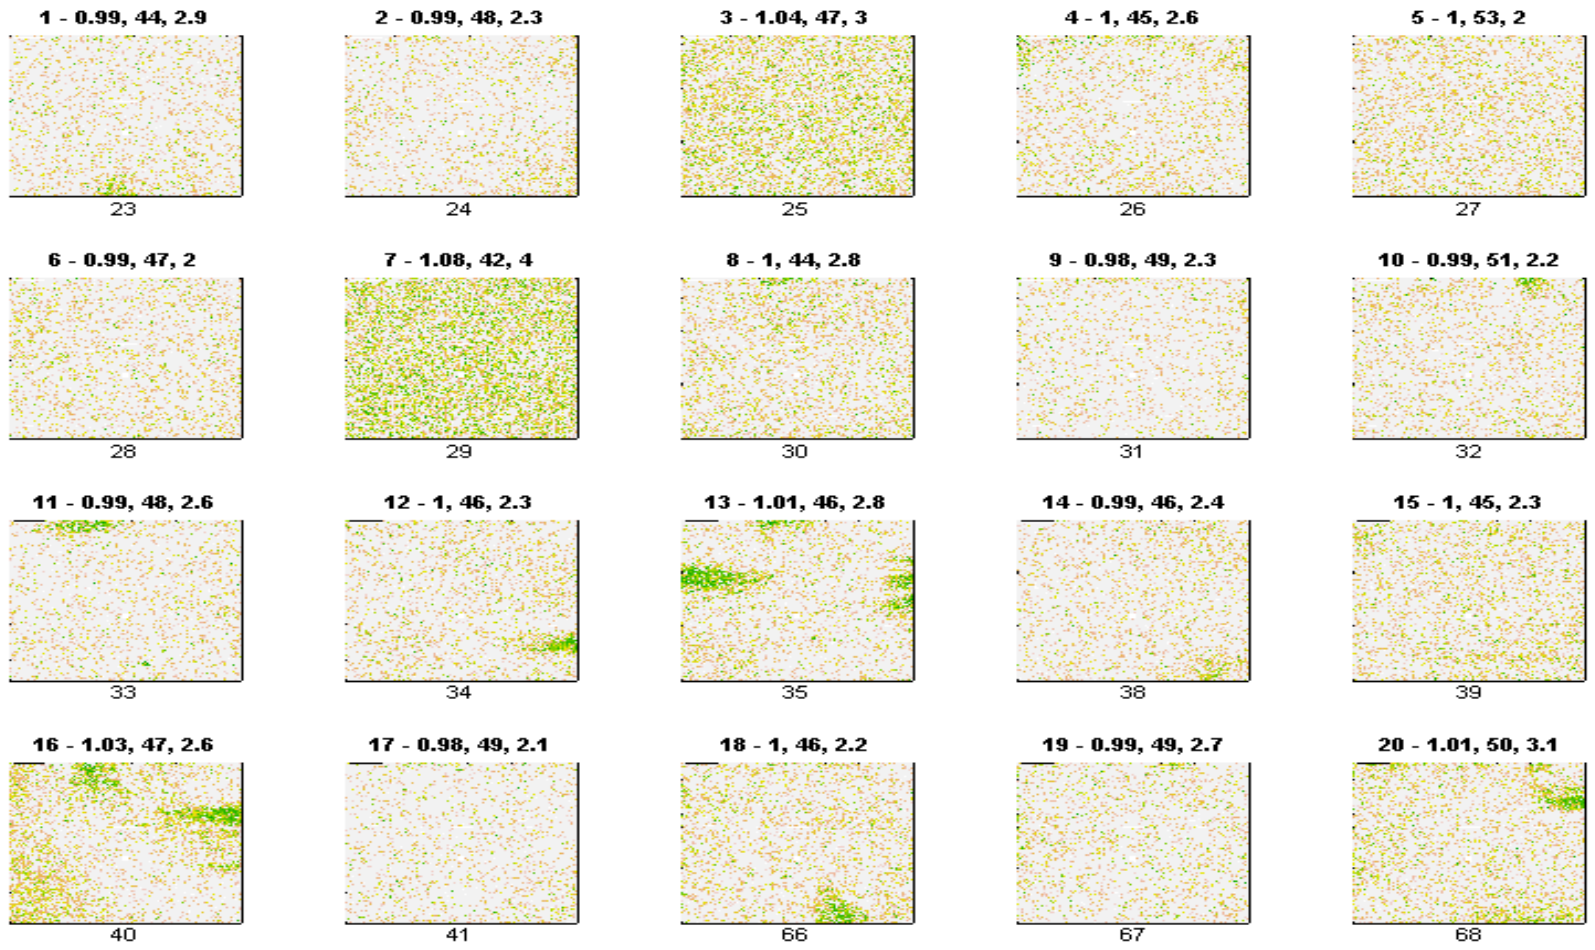 1 - 0.99, 44, 2.9 2 - 0.99, 48, 2.3 3 - 1.04, 47, 3 4 - 1, 45, 2.6 5 - 1, 53, 2
23 24 25 26 27
6 - 0.99, 47, 2 7 - 1.08, 42, 4 8 - 1, 44, 2.8 9 - 0.98, 49, 2.3 10 - 0.99, 51, 2.2
28 29 30 31 32
11 - 0.99, 48, 2.6 12 - 1, 46, 2.3 13 - 1.01, 46, 2.8 14 - 0.99, 46, 2.4 15 - 1, 45, 2.3
33 34 35 38 39
16 - 1.03, 47, 2.6 17 - 0.98, 49, 2.1 18 - 1, 46, 2.2 19 - 0.99, 49, 2.7 20 - 1.01, 50, 3.1
40 41 66 67 68